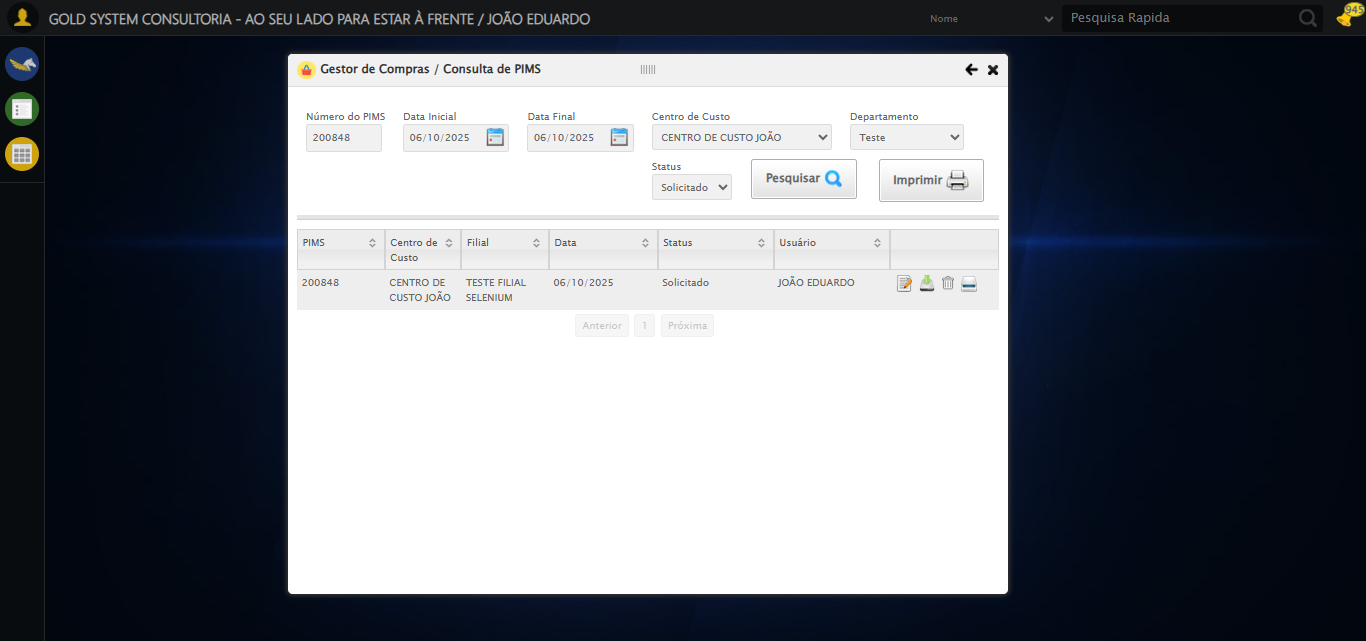 GOLD SYSTEM CONSULTORIA - AO SEU LADO PARA ESTAR À FRENTE / JOÃO EDUARDO
Nome
Pesquisa Rapida
945
Gestor de Compras / Consulta de PIMS
Número do PIMS
Data Inicial
Data Final
Centro de Custo
Departamento
200848
06/10/2025
06/10/2025
CENTRO DE CUSTO JOÃO
Teste
Status
Solicitado
Pesquisar
Imprimir
PIMS
Centro de
Custo
Filial
Data
Status
Usuário
200848
CENTRO DE
CUSTO JOÃO
TESTE FILIAL
SELENIUM
06/10/2025
Solicitado
JOÃO EDUARDO
Anterior
1
Próxima